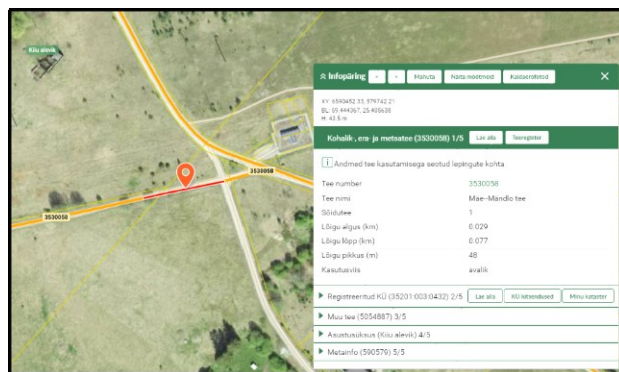 Kiiu alevik
3530058
3530058
Infopäring < > Mahuta Näita mõõtmeid Kaldaerofotod ×
XY: 6590452.33, 579742.21
BL: 59.444367, 25.405638
H: 43.5 m
Kohalik-, era- ja metsatee (3530058) 1/5 Lae alla Teeregister
i Andmed tee kasutamisega seotud lepingute kohta
Tee number 3530058
Tee nimi Mäe-Mandlo tee
Sõidutee 1
Lõigu algus (km) 0.029
Lõigu lõpp (km) 0.077
Lõigu pikkus (m) 48
Kasutusviis avalik
Registreeritud KÜ (35201:003:0432) 2/5 Lae alla KÜ kitsendused Minu kataster
Muu tee (5054887) 3/5
Asustusüksus (Kiiu alevik) 4/5
Metainfo (590579) 5/5